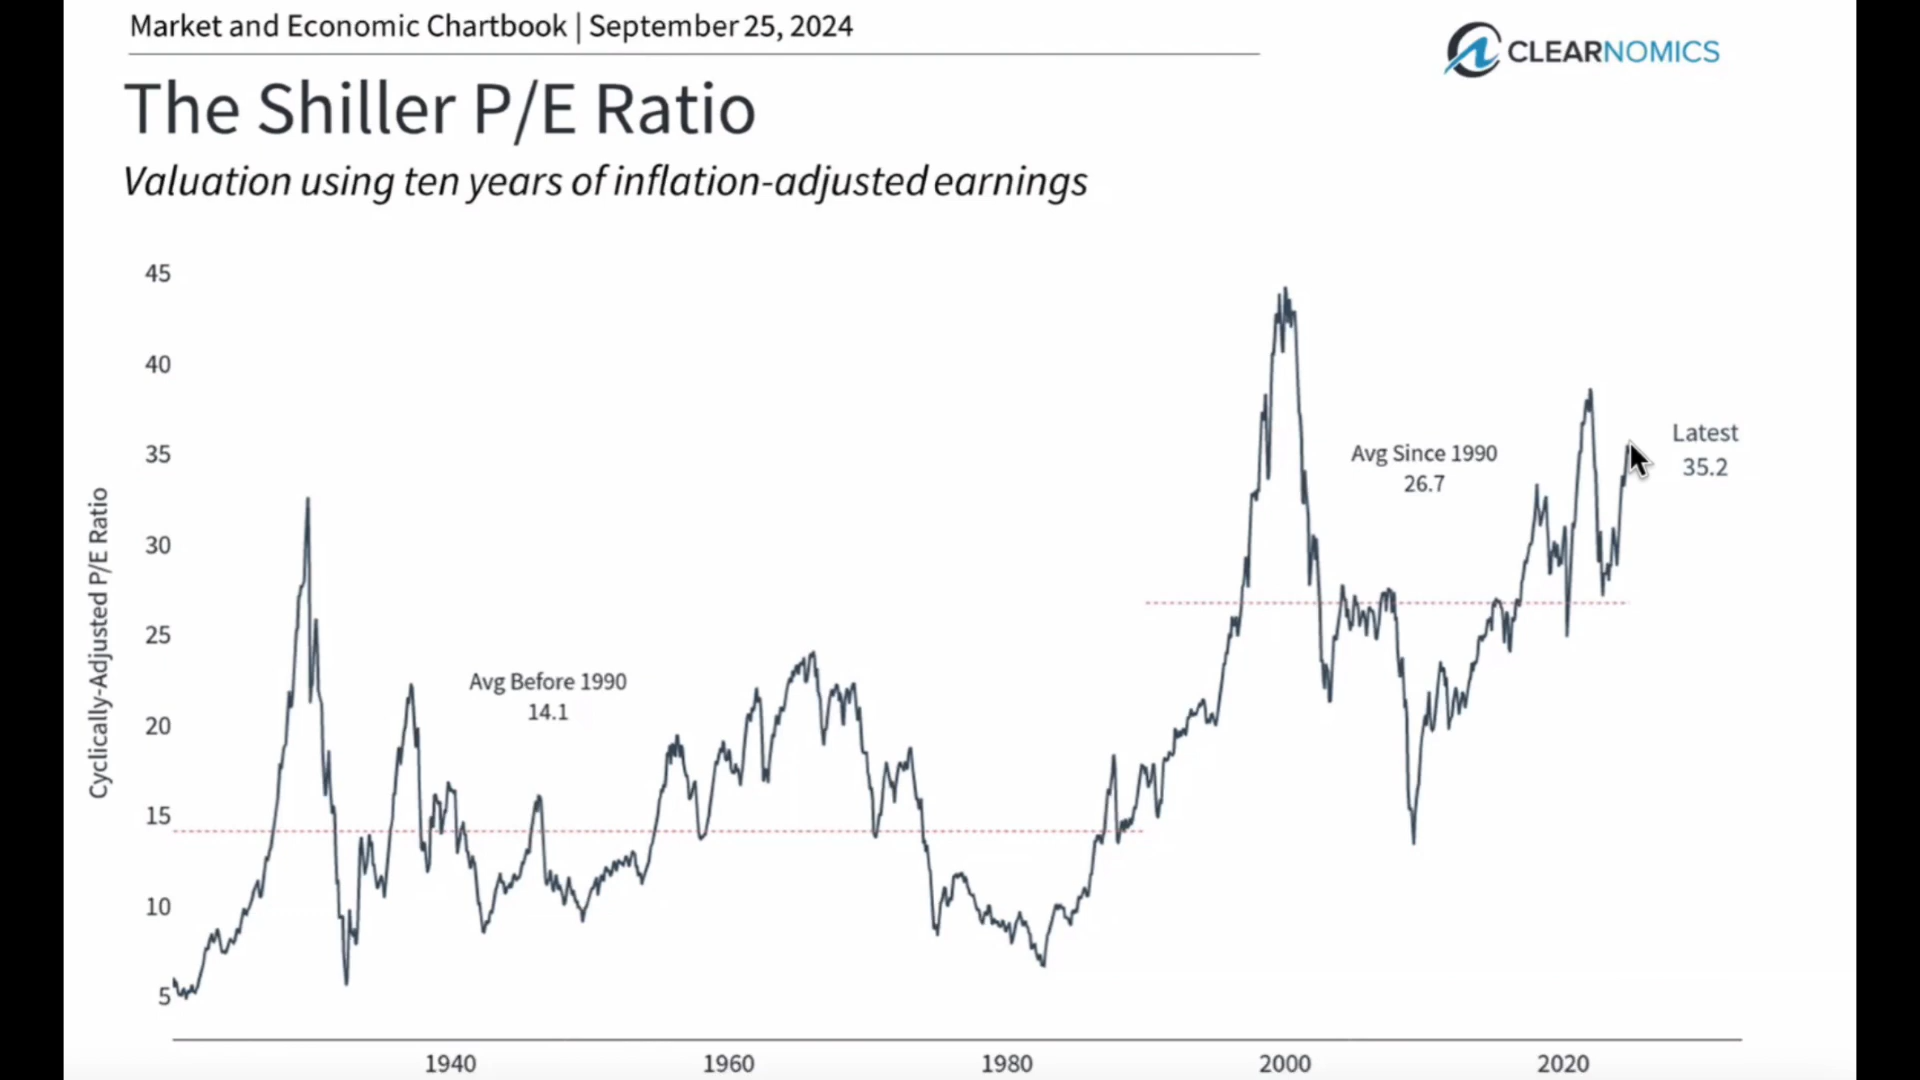 Market and Economic Chartbook | September 25, 2024
CLEARNOMICS
The Shiller P/E Ratio
Valuation using ten years of inflation-adjusted earnings
Cyclically-Adjusted P/E Ratio
45
40
35
30
25
20
15
10
5
Avg Before 1990
14.1
Avg Since 1990
26.7
Latest
35.2
1940
1960
1980
2000
2020